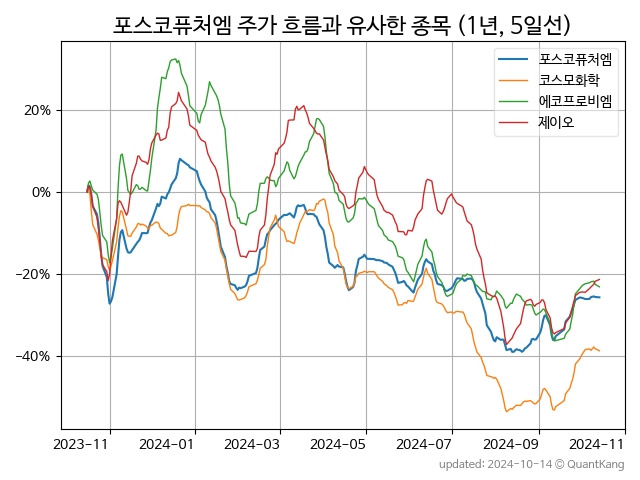 포스코퓨처엠 주가 흐름과 유사한 종목 (1년, 5일선)
포스코퓨처엠
코스모화학
에코프로비엠
제이오
20%
0%
−20%
−40%
2023-11 2024-01 2024-03 2024-05 2024-07 2024-09 2024-11
updated: 2024-10-14 © QuantKang